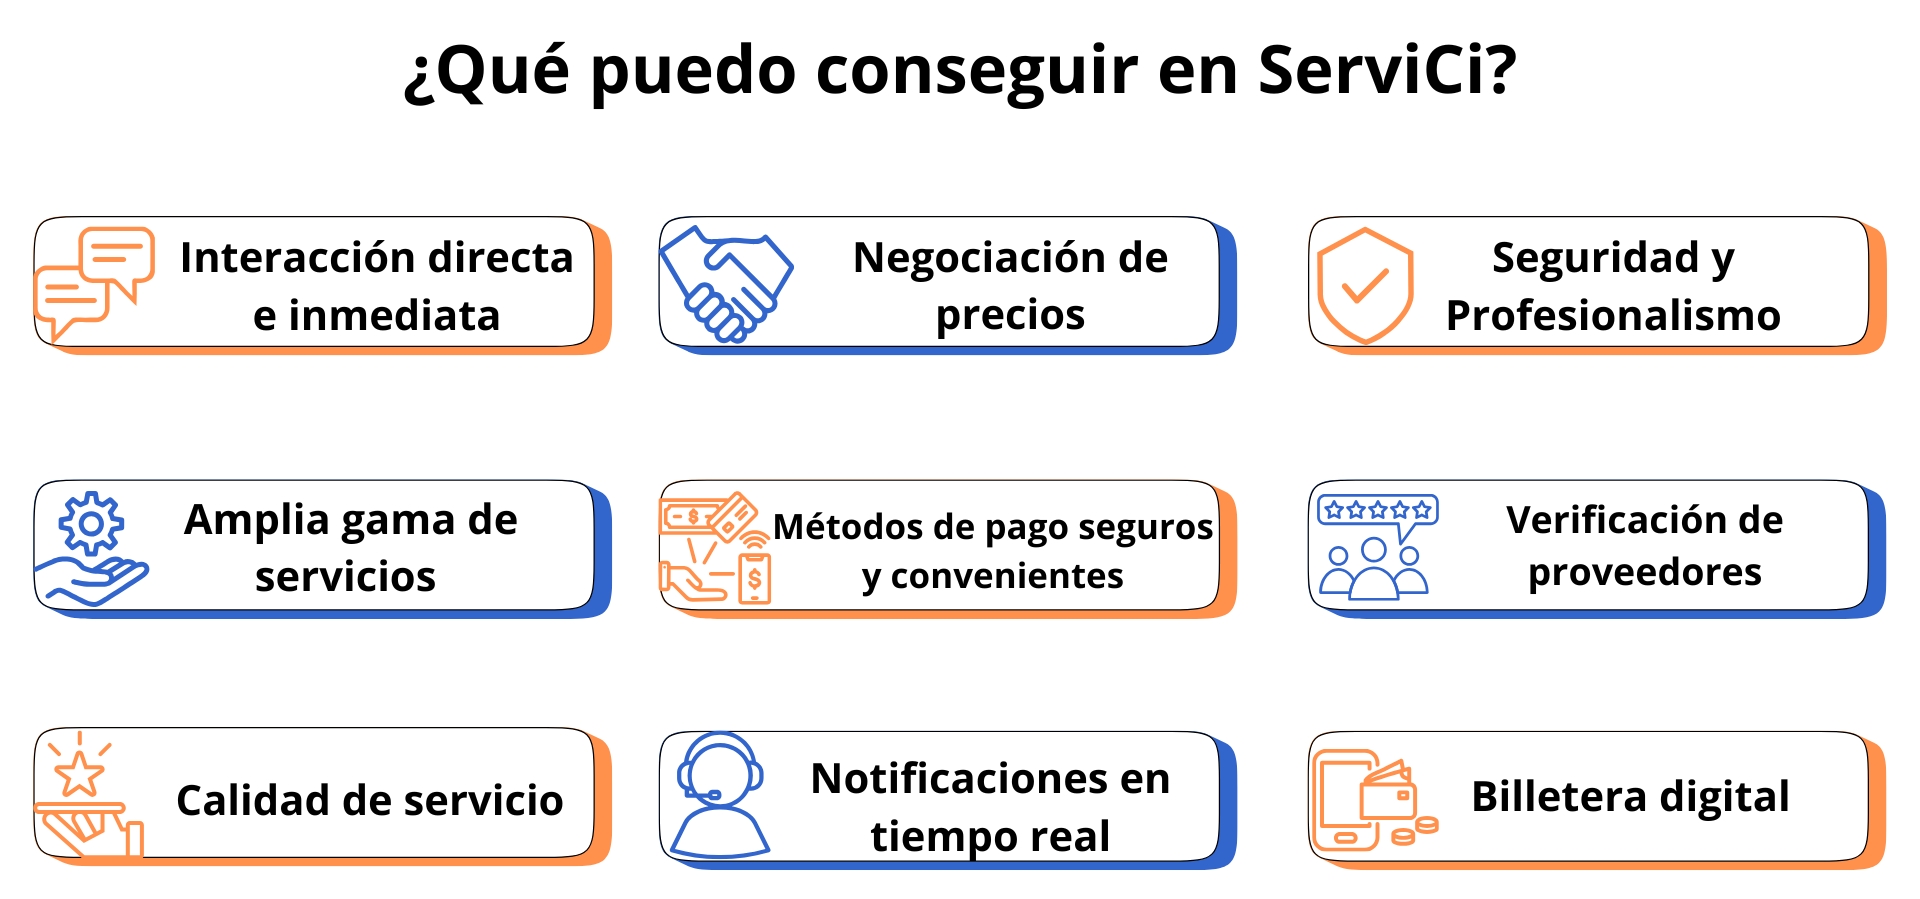 ¿Qué puedo conseguir en ServiCi?
Interacción directa
e inmediata
Negociación de
precios
Seguridad y
Profesionalismo
Amplia gama de
servicios
Métodos de pago seguros
y convenientes
Verificación de
proveedores
Calidad de servicio
Notificaciones en
tiempo real
Billetera digital